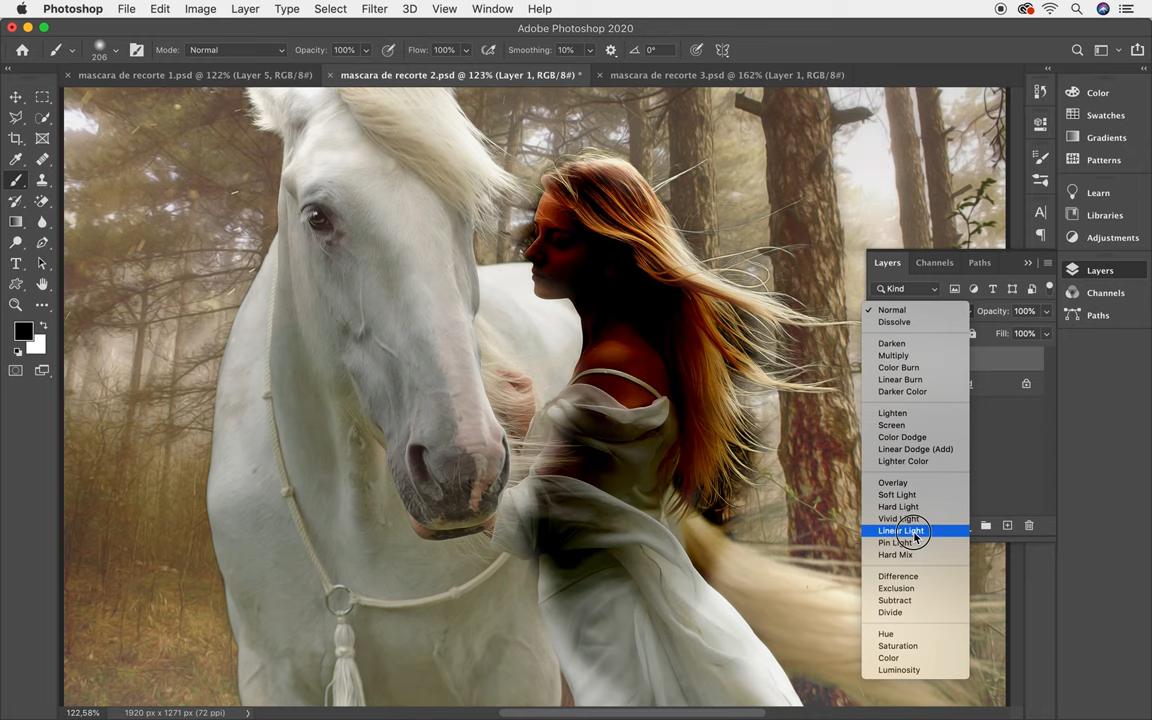 Photoshop File Edit Image Layer Type Select Filter 3D View Window Help
Adobe Photoshop 2020
206 Mode: Normal Opacity: 100% Flow: 100% Smoothing: 10% 0°
mascara de recorte 1.psd @ 122% (Layer 5, RGB/8#)
mascara de recorte 2.psd @ 123% (Layer 1, RGB/8#) *
mascara de recorte 3.psd @ 162% (Layer 1, RGB/8#)
Color
Swatches
Gradients
Patterns
Learn
Libraries
Adjustments
Layers
Channels
Paths
Layers Channels Paths
Kind
Opacity: 100%
Fill: 100%
Normal
Dissolve
Darken
Multiply
Color Burn
Linear Burn
Darker Color
Lighten
Screen
Color Dodge
Linear Dodge (Add)
Lighter Color
Overlay
Soft Light
Hard Light
Vivid Light
Linear Light
Pin Light
Hard Mix
Difference
Exclusion
Subtract
Divide
Hue
Saturation
Color
Luminosity
122,58% 1920 px x 1271 px (72 ppi)